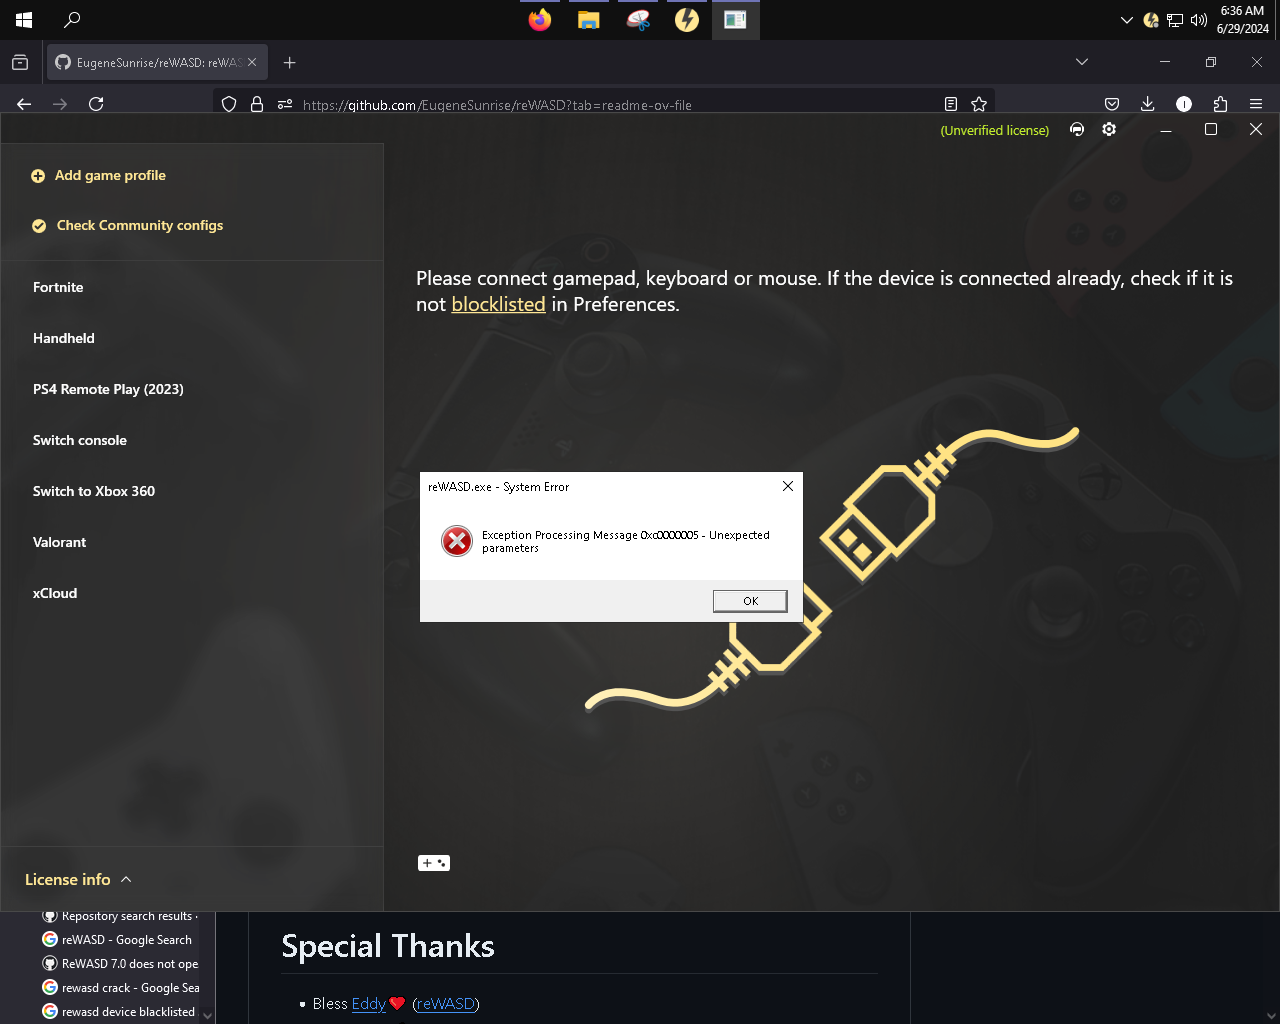 6:36 AM
6/29/2024
EugeneSunrise/reWASD: reWAS
https://github.com/EugeneSunrise/reWASD?tab=readme-ov-file
(Unverified license)
Add game profile
Check Community configs
Fortnite
Handheld
PS4 Remote Play (2023)
Switch console
Switch to Xbox 360
Valorant
xCloud
License info
Please connect gamepad, keyboard or mouse. If the device is connected already, check if it is
not blocklisted in Preferences.
reWASD.exe - System Error
Exception Processing Message 0xc0000005 - Unexpected
parameters
OK
Repository search results ·
reWASD - Google Search
ReWASD 7.0 does not ope
rewasd crack - Google Sea
rewasd device blacklisted
Special Thanks
Bless Eddy❤ (reWASD)